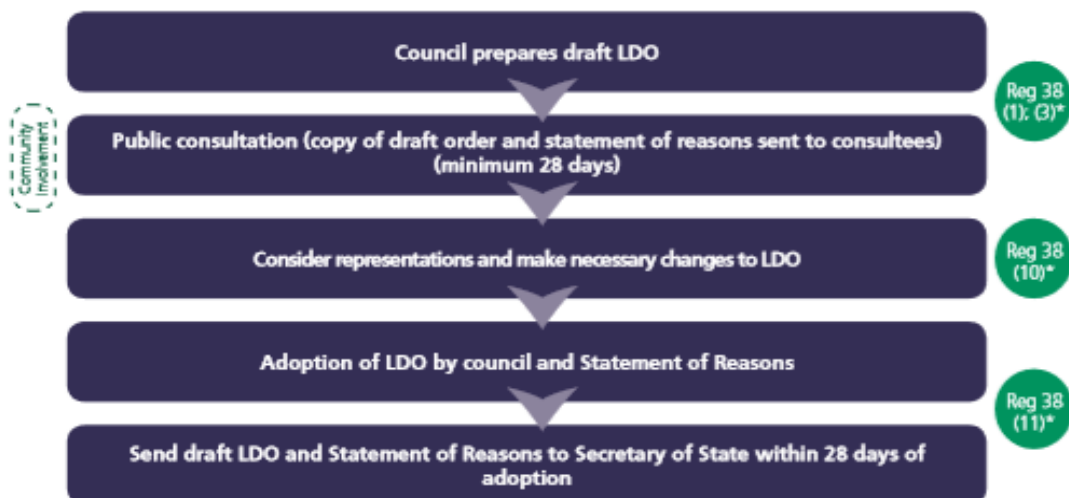 Council prepares draft LDO
Reg 38
(1); (3)*
Community
Involvement
Public consultation (copy of draft order and statement of reasons sent to consultees)
(minimum 28 days)
Consider representations and make necessary changes to LDO
Reg 38
(10)*
Adoption of LDO by council and Statement of Reasons
Reg 38
(11)*
Send draft LDO and Statement of Reasons to Secretary of State within 28 days of
adoption